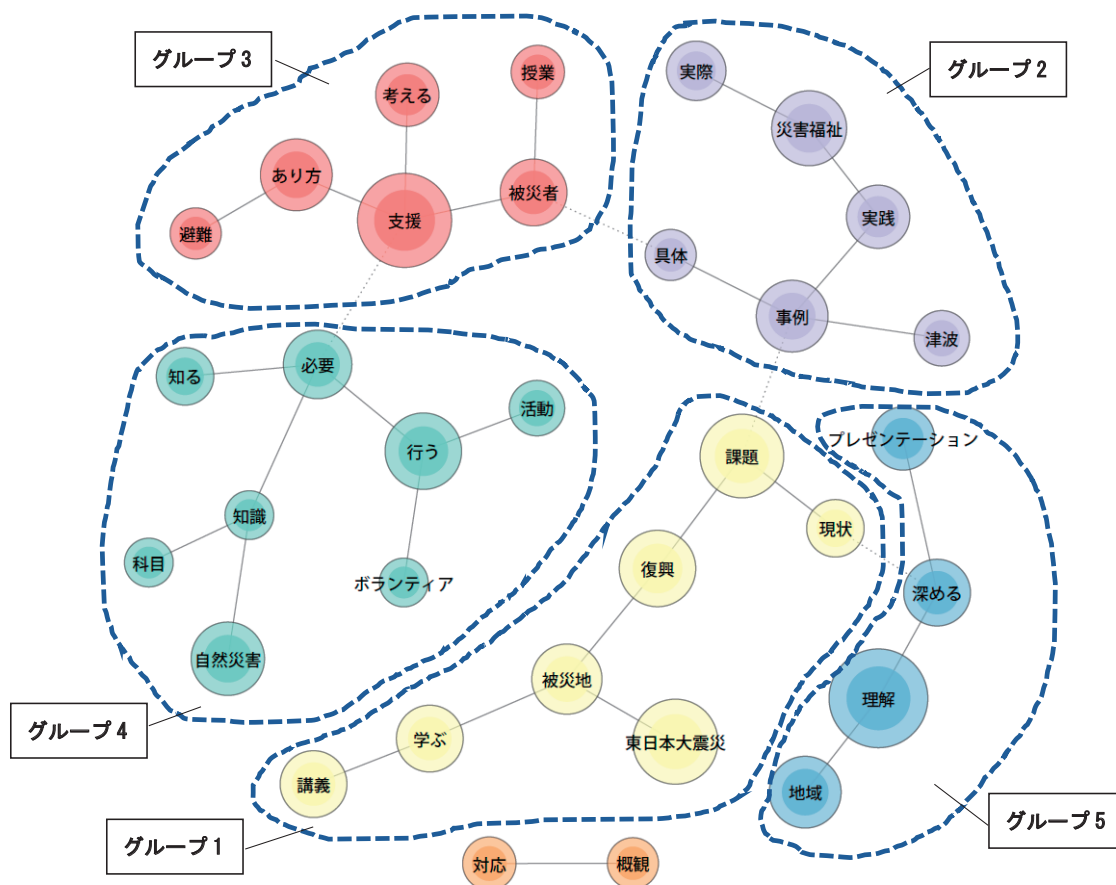 グループ3
授業
考える
あり方
被災者
支援
避難
グループ2
実際
災害福祉
実践
具体
事例
津波
知る
必要
活動
行う
知識
科目
ボランティア
自然災害
グループ4
課題
現状
復興
被災地
学ぶ
東日本大震災
講義
グループ1
プレゼンテーション
深める
理解
地域
グループ5
対応
概観